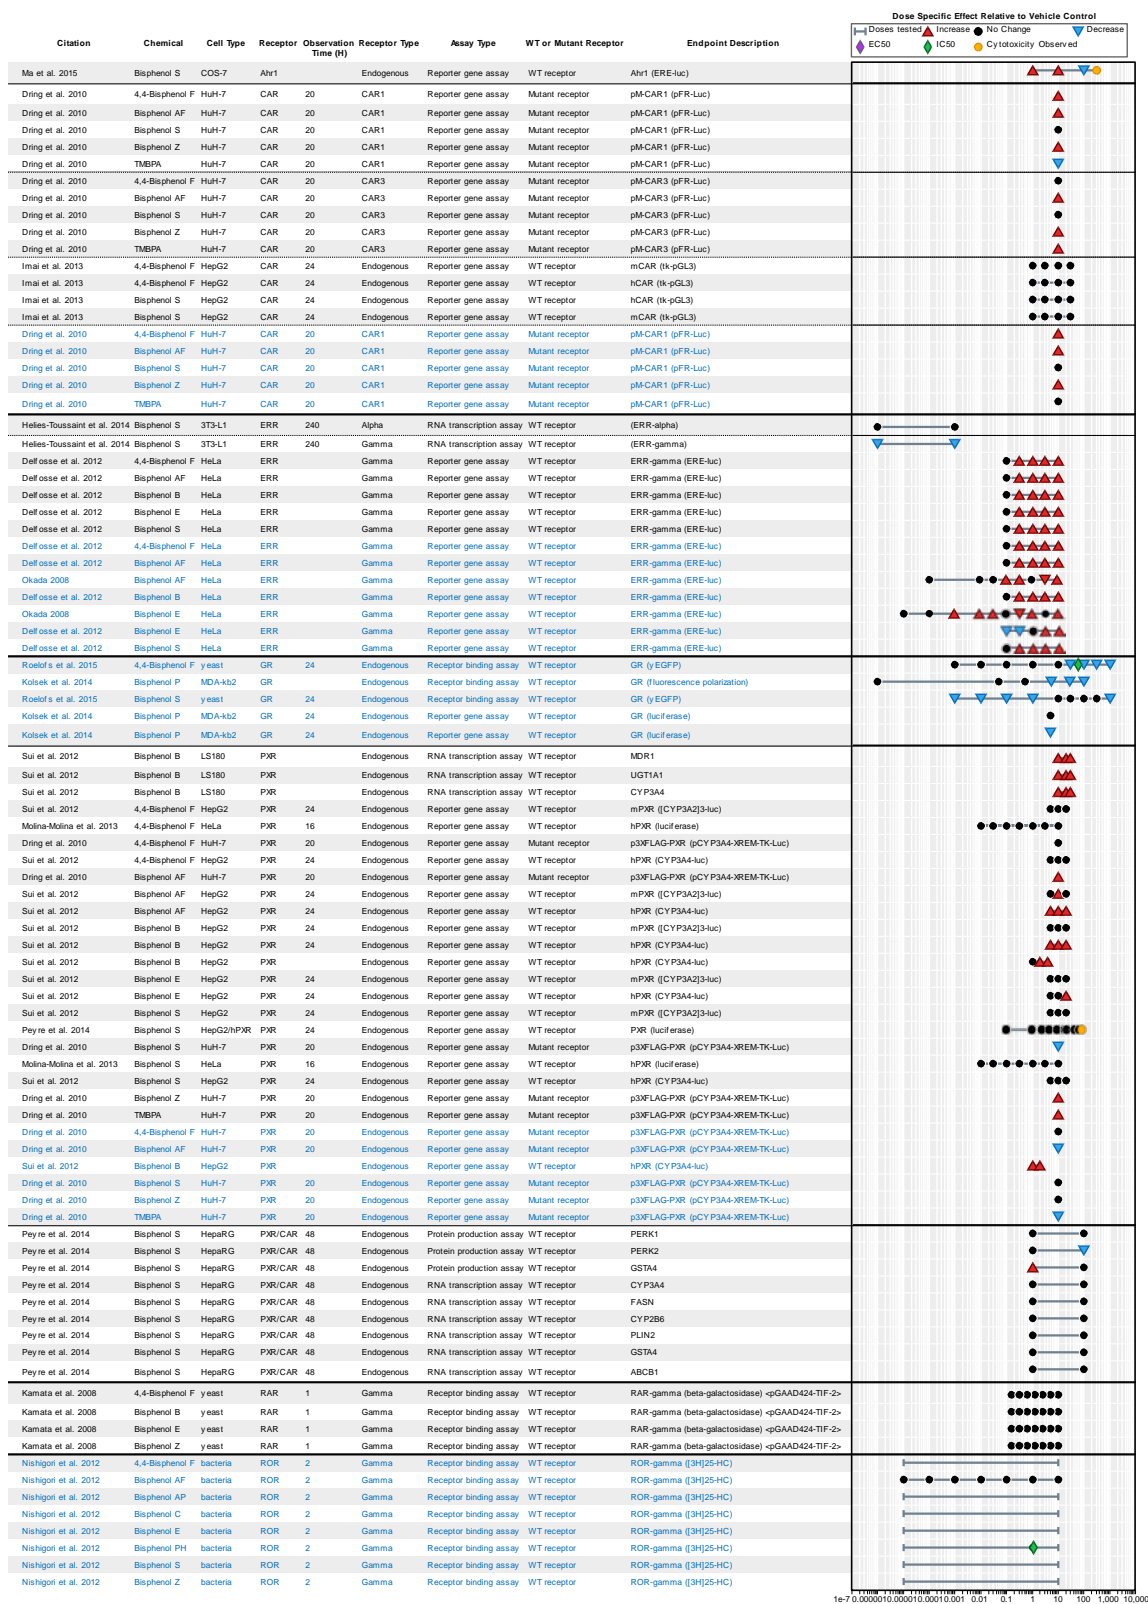 Dose Specific Effect Relative to Vehicle Control
Doses tested Increase No Change Decrease
EC50 IC50 Cytotoxicity Observed
Citation Chemical Cell Type Receptor Observation Time (H) Receptor Type Assay Type WT or Mutant Receptor Endpoint Description
Ma et al. 2015 Bisphenol S COS-7 Ahr1 Endogenous Reporter gene assay WT receptor Ahr1 (ERE-luc)
Dring et al. 2010 4,4-Bisphenol F HuH-7 CAR 20 CAR1 Reporter gene assay Mutant receptor pM-CAR1 (pFR-Luc)
Dring et al. 2010 Bisphenol AF HuH-7 CAR 20 CAR1 Reporter gene assay Mutant receptor pM-CAR1 (pFR-Luc)
Dring et al. 2010 Bisphenol S HuH-7 CAR 20 CAR1 Reporter gene assay Mutant receptor pM-CAR1 (pFR-Luc)
Dring et al. 2010 Bisphenol Z HuH-7 CAR 20 CAR1 Reporter gene assay Mutant receptor pM-CAR1 (pFR-Luc)
Dring et al. 2010 TMBPA HuH-7 CAR 20 CAR1 Reporter gene assay Mutant receptor pM-CAR1 (pFR-Luc)
Dring et al. 2010 4,4-Bisphenol F HuH-7 CAR 20 CAR3 Reporter gene assay Mutant receptor pM-CAR3 (pFR-Luc)
Dring et al. 2010 Bisphenol AF HuH-7 CAR 20 CAR3 Reporter gene assay Mutant receptor pM-CAR3 (pFR-Luc)
Dring et al. 2010 Bisphenol S HuH-7 CAR 20 CAR3 Reporter gene assay Mutant receptor pM-CAR3 (pFR-Luc)
Dring et al. 2010 Bisphenol Z HuH-7 CAR 20 CAR3 Reporter gene assay Mutant receptor pM-CAR3 (pFR-Luc)
Dring et al. 2010 TMBPA HuH-7 CAR 20 CAR3 Reporter gene assay Mutant receptor pM-CAR3 (pFR-Luc)
Imai et al. 2013 4,4-Bisphenol F HepG2 CAR 24 Endogenous Reporter gene assay WT receptor mCAR (tk-pGL3)
Imai et al. 2013 4,4-Bisphenol F HepG2 CAR 24 Endogenous Reporter gene assay WT receptor hCAR (tk-pGL3)
Imai et al. 2013 Bisphenol S HepG2 CAR 24 Endogenous Reporter gene assay WT receptor hCAR (tk-pGL3)
Imai et al. 2013 Bisphenol S HepG2 CAR 24 Endogenous Reporter gene assay WT receptor mCAR (tk-pGL3)
Dring et al. 2010 4,4-Bisphenol F HuH-7 CAR 20 CAR1 Reporter gene assay Mutant receptor pM-CAR1 (pFR-Luc)
Dring et al. 2010 Bisphenol AF HuH-7 CAR 20 CAR1 Reporter gene assay Mutant receptor pM-CAR1 (pFR-Luc)
Dring et al. 2010 Bisphenol S HuH-7 CAR 20 CAR1 Reporter gene assay Mutant receptor pM-CAR1 (pFR-Luc)
Dring et al. 2010 Bisphenol Z HuH-7 CAR 20 CAR1 Reporter gene assay Mutant receptor pM-CAR1 (pFR-Luc)
Dring et al. 2010 TMBPA HuH-7 CAR 20 CAR1 Reporter gene assay Mutant receptor pM-CAR1 (pFR-Luc)
Helies-Toussaint et al. 2014 Bisphenol S 3T3-L1 ERR 240 Alpha RNA transcription assay WT receptor (ERR-alpha)
Helies-Toussaint et al. 2014 Bisphenol S 3T3-L1 ERR 240 Gamma RNA transcription assay WT receptor (ERR-gamma)
Delfosse et al. 2012 4,4-Bisphenol F HeLa ERR Gamma Reporter gene assay WT receptor ERR-gamma (ERE-luc)
Delfosse et al. 2012 Bisphenol AF HeLa ERR Gamma Reporter gene assay WT receptor ERR-gamma (ERE-luc)
Delfosse et al. 2012 Bisphenol B HeLa ERR Gamma Reporter gene assay WT receptor ERR-gamma (ERE-luc)
Delfosse et al. 2012 Bisphenol E HeLa ERR Gamma Reporter gene assay WT receptor ERR-gamma (ERE-luc)
Delfosse et al. 2012 Bisphenol S HeLa ERR Gamma Reporter gene assay WT receptor ERR-gamma (ERE-luc)
Delfosse et al. 2012 4,4-Bisphenol F HeLa ERR Gamma Reporter gene assay WT receptor ERR-gamma (ERE-luc)
Delfosse et al. 2012 Bisphenol AF HeLa ERR Gamma Reporter gene assay WT receptor ERR-gamma (ERE-luc)
Okada 2008 Bisphenol AF HeLa ERR Gamma Reporter gene assay WT receptor ERR-gamma (ERE-luc)
Delfosse et al. 2012 Bisphenol B HeLa ERR Gamma Reporter gene assay WT receptor ERR-gamma (ERE-luc)
Okada 2008 Bisphenol E HeLa ERR Gamma Reporter gene assay WT receptor ERR-gamma (ERE-luc)
Delfosse et al. 2012 Bisphenol E HeLa ERR Gamma Reporter gene assay WT receptor ERR-gamma (ERE-luc)
Delfosse et al. 2012 Bisphenol S HeLa ERR Gamma Reporter gene assay WT receptor ERR-gamma (ERE-luc)
Roelofs et al. 2015 4,4-Bisphenol F yeast GR 24 Endogenous Receptor binding assay WT receptor GR (yEGFP)
Kolsek et al. 2014 Bisphenol P MDA-kb2 GR Endogenous Receptor binding assay WT receptor GR (fluorescence polarization)
Roelofs et al. 2015 Bisphenol S yeast GR 24 Endogenous Receptor binding assay WT receptor GR (yEGFP)
Kolsek et al. 2014 Bisphenol P MDA-kb2 GR 24 Endogenous Reporter gene assay WT receptor GR (luciferase)
Kolsek et al. 2014 Bisphenol P MDA-kb2 GR 24 Endogenous Reporter gene assay WT receptor GR (luciferase)
Sui et al. 2012 Bisphenol B LS180 PXR Endogenous RNA transcription assay WT receptor MDR1
Sui et al. 2012 Bisphenol B LS180 PXR Endogenous RNA transcription assay WT receptor UGT1A1
Sui et al. 2012 Bisphenol B LS180 PXR Endogenous RNA transcription assay WT receptor CYP3A4
Sui et al. 2012 4,4-Bisphenol F HepG2 PXR 24 Endogenous Reporter gene assay WT receptor mPXR ([CYP3A2]3-luc)
Molina-Molina et al. 2013 4,4-Bisphenol F HeLa PXR 16 Endogenous Reporter gene assay WT receptor hPXR (luciferase)
Dring et al. 2010 4,4-Bisphenol F HuH-7 PXR 20 Endogenous Reporter gene assay Mutant receptor p3XFLAG-PXR (pCYP3A4-XREM-TK-Luc)
Sui et al. 2012 4,4-Bisphenol F HepG2 PXR 24 Endogenous Reporter gene assay WT receptor hPXR (CYP3A4-luc)
Dring et al. 2010 Bisphenol AF HuH-7 PXR 20 Endogenous Reporter gene assay Mutant receptor p3XFLAG-PXR (pCYP3A4-XREM-TK-Luc)
Sui et al. 2012 Bisphenol AF HepG2 PXR 24 Endogenous Reporter gene assay WT receptor mPXR ([CYP3A2]3-luc)
Sui et al. 2012 Bisphenol AF HepG2 PXR 24 Endogenous Reporter gene assay WT receptor hPXR (CYP3A4-luc)
Sui et al. 2012 Bisphenol B HepG2 PXR 24 Endogenous Reporter gene assay WT receptor mPXR ([CYP3A2]3-luc)
Sui et al. 2012 Bisphenol B HepG2 PXR 24 Endogenous Reporter gene assay WT receptor hPXR (CYP3A4-luc)
Sui et al. 2012 Bisphenol B HepG2 PXR Endogenous Reporter gene assay WT receptor hPXR (CYP3A4-luc)
Sui et al. 2012 Bisphenol E HepG2 PXR 24 Endogenous Reporter gene assay WT receptor mPXR ([CYP3A2]3-luc)
Sui et al. 2012 Bisphenol E HepG2 PXR 24 Endogenous Reporter gene assay WT receptor hPXR (CYP3A4-luc)
Sui et al. 2012 Bisphenol S HepG2 PXR 24 Endogenous Reporter gene assay WT receptor mPXR ([CYP3A2]3-luc)
Peyre et al. 2014 Bisphenol S HepG2/hPXR PXR 24 Endogenous Reporter gene assay WT receptor PXR (luciferase)
Dring et al. 2010 Bisphenol S HuH-7 PXR 20 Endogenous Reporter gene assay Mutant receptor p3XFLAG-PXR (pCYP3A4-XREM-TK-Luc)
Molina-Molina et al. 2013 Bisphenol S HeLa PXR 16 Endogenous Reporter gene assay WT receptor hPXR (luciferase)
Sui et al. 2012 Bisphenol S HepG2 PXR 24 Endogenous Reporter gene assay WT receptor hPXR (CYP3A4-luc)
Dring et al. 2010 Bisphenol Z HuH-7 PXR 20 Endogenous Reporter gene assay Mutant receptor p3XFLAG-PXR (pCYP3A4-XREM-TK-Luc)
Dring et al. 2010 TMBPA HuH-7 PXR 20 Endogenous Reporter gene assay Mutant receptor p3XFLAG-PXR (pCYP3A4-XREM-TK-Luc)
Dring et al. 2010 4,4-Bisphenol F HuH-7 PXR 20 Endogenous Reporter gene assay Mutant receptor p3XFLAG-PXR (pCYP3A4-XREM-TK-Luc)
Dring et al. 2010 Bisphenol AF HuH-7 PXR 20 Endogenous Reporter gene assay Mutant receptor p3XFLAG-PXR (pCYP3A4-XREM-TK-Luc)
Sui et al. 2012 Bisphenol B HepG2 PXR Endogenous Reporter gene assay WT receptor hPXR (CYP3A4-luc)
Dring et al. 2010 Bisphenol S HuH-7 PXR 20 Endogenous Reporter gene assay Mutant receptor p3XFLAG-PXR (pCYP3A4-XREM-TK-Luc)
Dring et al. 2010 Bisphenol Z HuH-7 PXR 20 Endogenous Reporter gene assay Mutant receptor p3XFLAG-PXR (pCYP3A4-XREM-TK-Luc)
Dring et al. 2010 TMBPA HuH-7 PXR 20 Endogenous Reporter gene assay Mutant receptor p3XFLAG-PXR (pCYP3A4-XREM-TK-Luc)
Peyre et al. 2014 Bisphenol S HepaRG PXR/CAR 48 Endogenous Protein production assay WT receptor PERK1
Peyre et al. 2014 Bisphenol S HepaRG PXR/CAR 48 Endogenous Protein production assay WT receptor PERK2
Peyre et al. 2014 Bisphenol S HepaRG PXR/CAR 48 Endogenous Protein production assay WT receptor GSTA4
Peyre et al. 2014 Bisphenol S HepaRG PXR/CAR 48 Endogenous RNA transcription assay WT receptor CYP3A4
Peyre et al. 2014 Bisphenol S HepaRG PXR/CAR 48 Endogenous RNA transcription assay WT receptor FASN
Peyre et al. 2014 Bisphenol S HepaRG PXR/CAR 48 Endogenous RNA transcription assay WT receptor CYP2B6
Peyre et al. 2014 Bisphenol S HepaRG PXR/CAR 48 Endogenous RNA transcription assay WT receptor PLIN2
Peyre et al. 2014 Bisphenol S HepaRG PXR/CAR 48 Endogenous RNA transcription assay WT receptor GSTA4
Peyre et al. 2014 Bisphenol S HepaRG PXR/CAR 48 Endogenous RNA transcription assay WT receptor ABCB1
Kamata et al. 2008 4,4-Bisphenol F yeast RAR 1 Gamma Receptor binding assay WT receptor RAR-gamma (beta-galactosidase) <pGAAD424-TIF-2>
Kamata et al. 2008 Bisphenol B yeast RAR 1 Gamma Receptor binding assay WT receptor RAR-gamma (beta-galactosidase) <pGAAD424-TIF-2>
Kamata et al. 2008 Bisphenol E yeast RAR 1 Gamma Receptor binding assay WT receptor RAR-gamma (beta-galactosidase) <pGAAD424-TIF-2>
Kamata et al. 2008 Bisphenol Z yeast RAR 1 Gamma Receptor binding assay WT receptor RAR-gamma (beta-galactosidase) <pGAAD424-TIF-2>
Nishigori et al. 2012 4,4-Bisphenol F bacteria ROR 2 Gamma Receptor binding assay WT receptor ROR-gamma ([3H]25-HC)
Nishigori et al. 2012 Bisphenol AF bacteria ROR 2 Gamma Receptor binding assay WT receptor ROR-gamma ([3H]25-HC)
Nishigori et al. 2012 Bisphenol AP bacteria ROR 2 Gamma Receptor binding assay WT receptor ROR-gamma ([3H]25-HC)
Nishigori et al. 2012 Bisphenol C bacteria ROR 2 Gamma Receptor binding assay WT receptor ROR-gamma ([3H]25-HC)
Nishigori et al. 2012 Bisphenol E bacteria ROR 2 Gamma Receptor binding assay WT receptor ROR-gamma ([3H]25-HC)
Nishigori et al. 2012 Bisphenol PH bacteria ROR 2 Gamma Receptor binding assay WT receptor ROR-gamma ([3H]25-HC)
Nishigori et al. 2012 Bisphenol S bacteria ROR 2 Gamma Receptor binding assay WT receptor ROR-gamma ([3H]25-HC)
Nishigori et al. 2012 Bisphenol Z bacteria ROR 2 Gamma Receptor binding assay WT receptor ROR-gamma ([3H]25-HC)
1e-7 0.000001 0.00001 0.0001 0.001 0.01 0.1 1 10 100 1,000 10,000